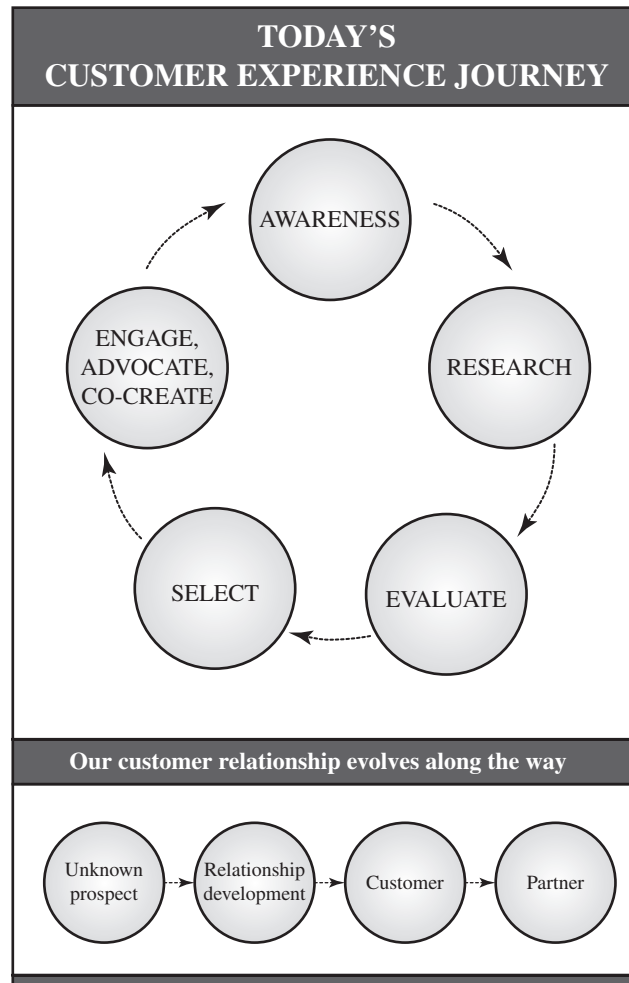 TODAY’S
CUSTOMER EXPERIENCE JOURNEY
AWARENESS
RESEARCH
EVALUATE
SELECT
ENGAGE,
ADVOCATE,
CO-CREATE
Our customer relationship evolves along the way
Unknown
prospect
Relationship
development
Customer
Partner